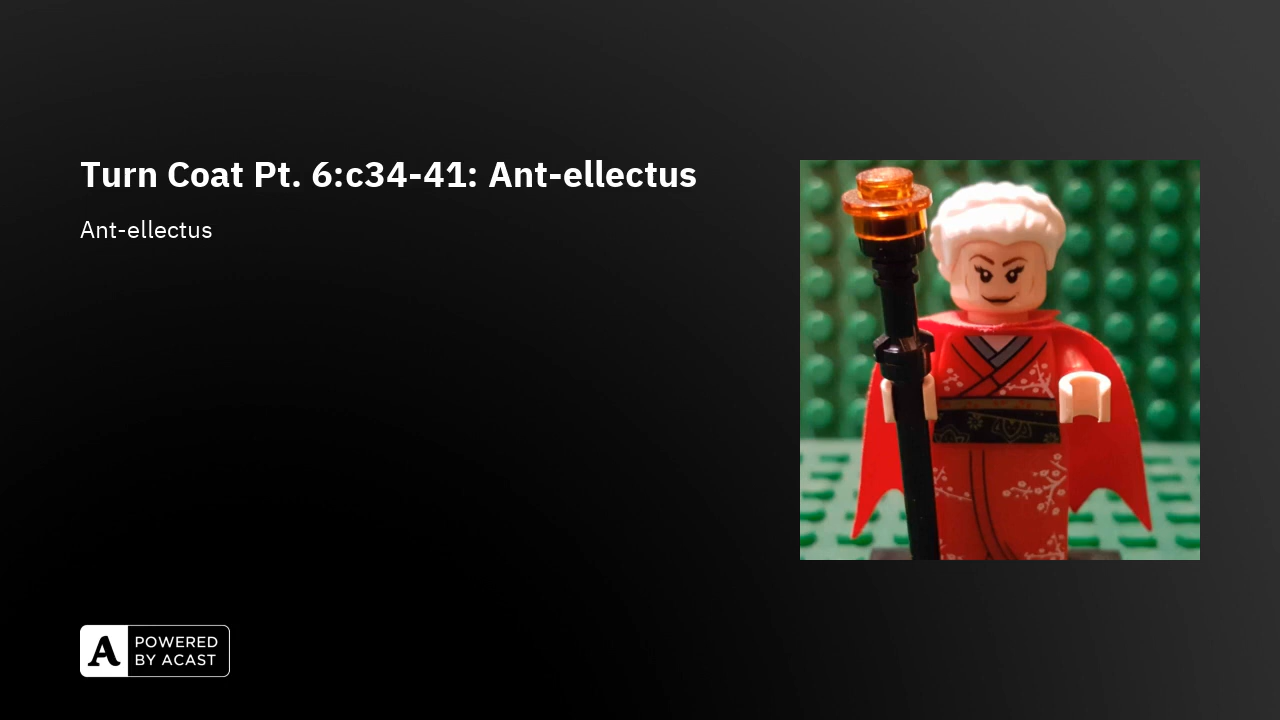 Turn Coat Pt. 6:c34-41: Ant-ellectus
Ant-ellectus
A
POWERED
BY ACAST